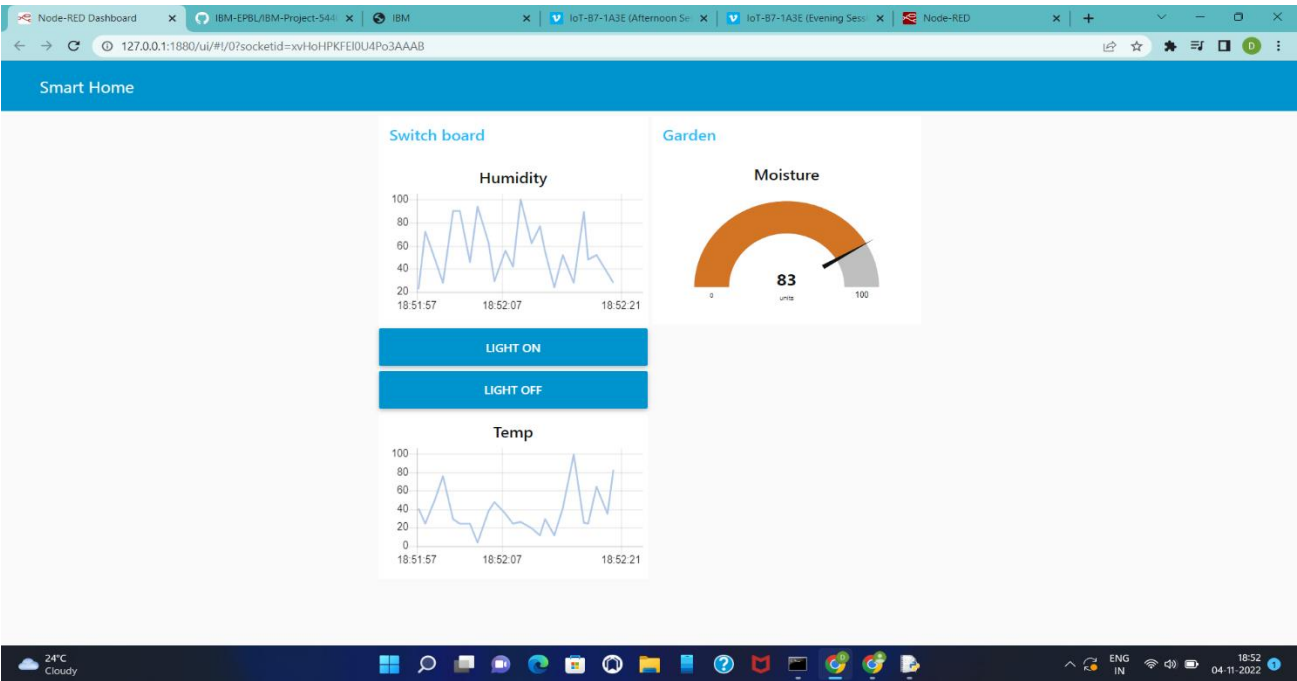 Node-RED Dashboard
IBM-EPBL/IBM-Project-544
IBM
IoT-B7-1A3E (Afternoon Se
IoT-B7-1A3E (Evening Sessi
Node-RED
127.0.0.1:1880/ui/#!/0?socketid=xvHoHPKFEl0U4Po3AAAB
D
Smart Home
Switch board
Humidity
100
80
60
40
20
18:51:57 18:52:07 18:52:21
LIGHT ON
LIGHT OFF
Temp
100
80
60
40
20
0
18:51:57 18:52:07 18:52:21
Garden
Moisture
83
0 units 100
24°C
Cloudy
ENG
IN
18:52
04-11-2022
1